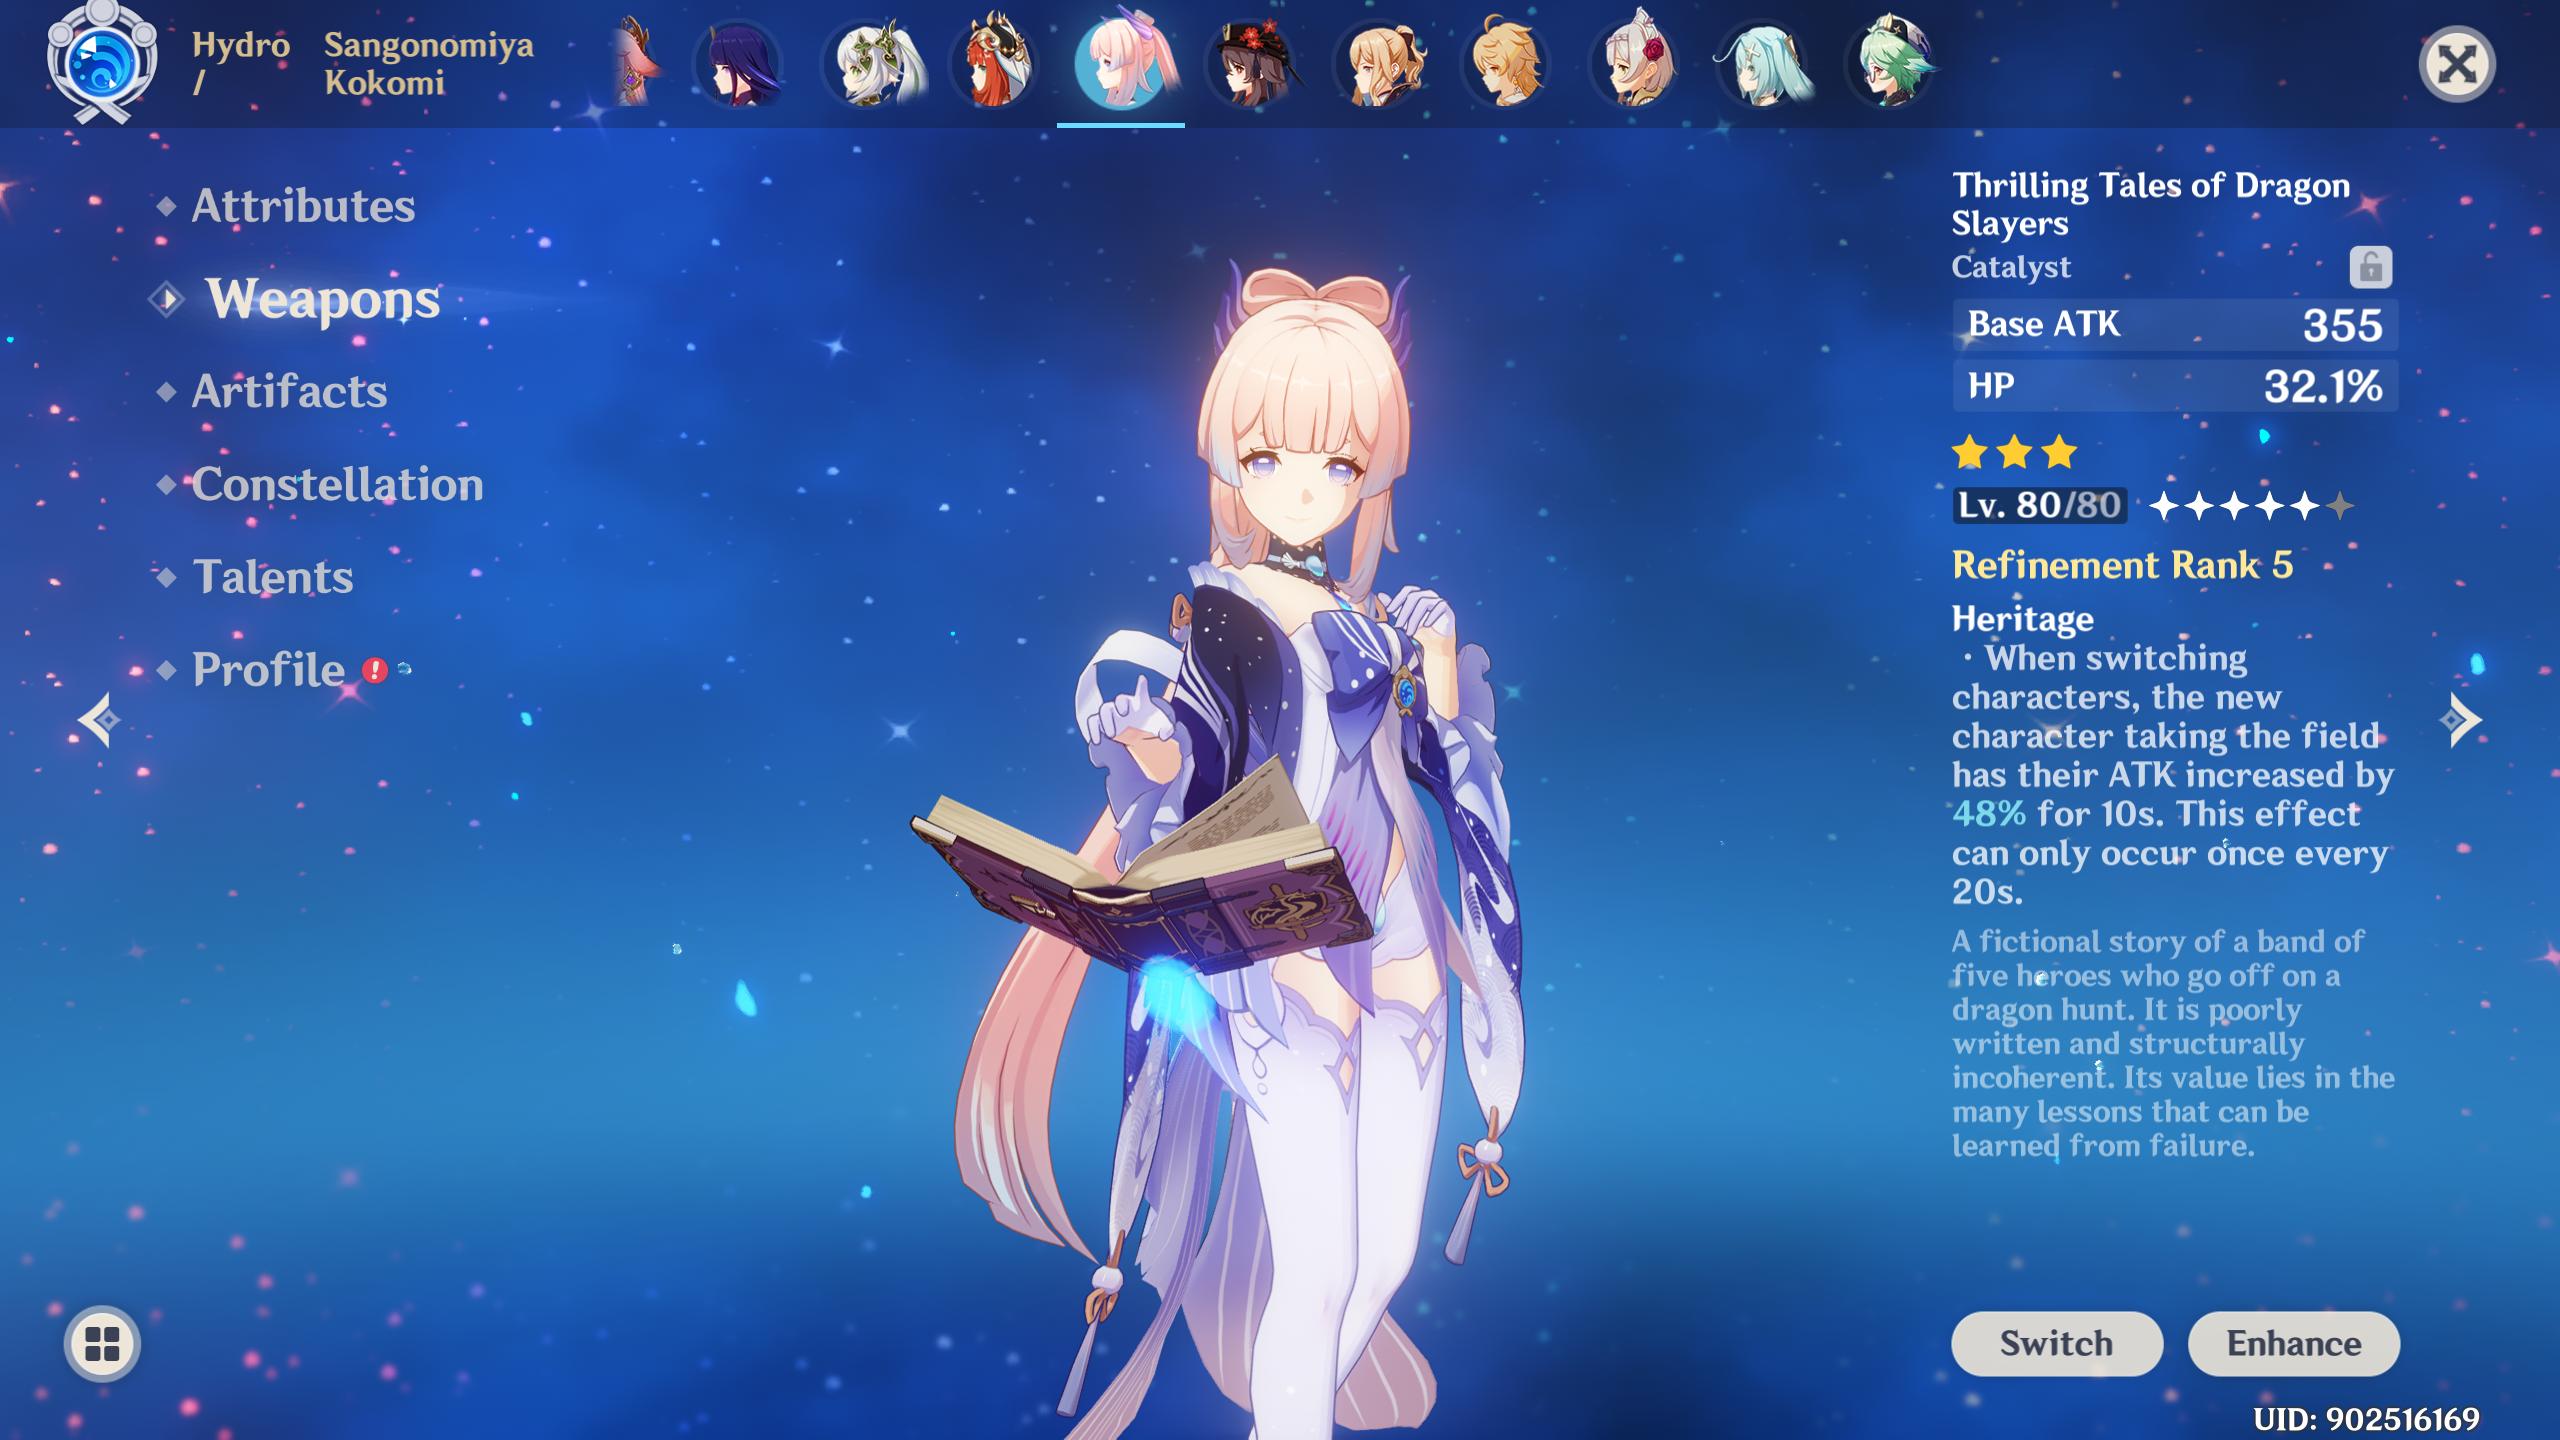 Hydro /
Sangonomiya
Kokomi
Attributes
Weapons
Artifacts
Constellation
Talents
Profile
Thrilling Tales of Dragon
Slayers
Catalyst
Base ATK 355
HP 32.1%
Lv. 80/80
Refinement Rank 5
Heritage
· When switching
characters, the new
character taking the field
has their ATK increased by
48% for 10s. This effect
can only occur once every
20s.
A fictional story of a band of
five heroes who go off on a
dragon hunt. It is poorly
written and structurally
incoherent. Its value lies in the
many lessons that can be
learned from failure.
Switch
Enhance
UID: 902516169